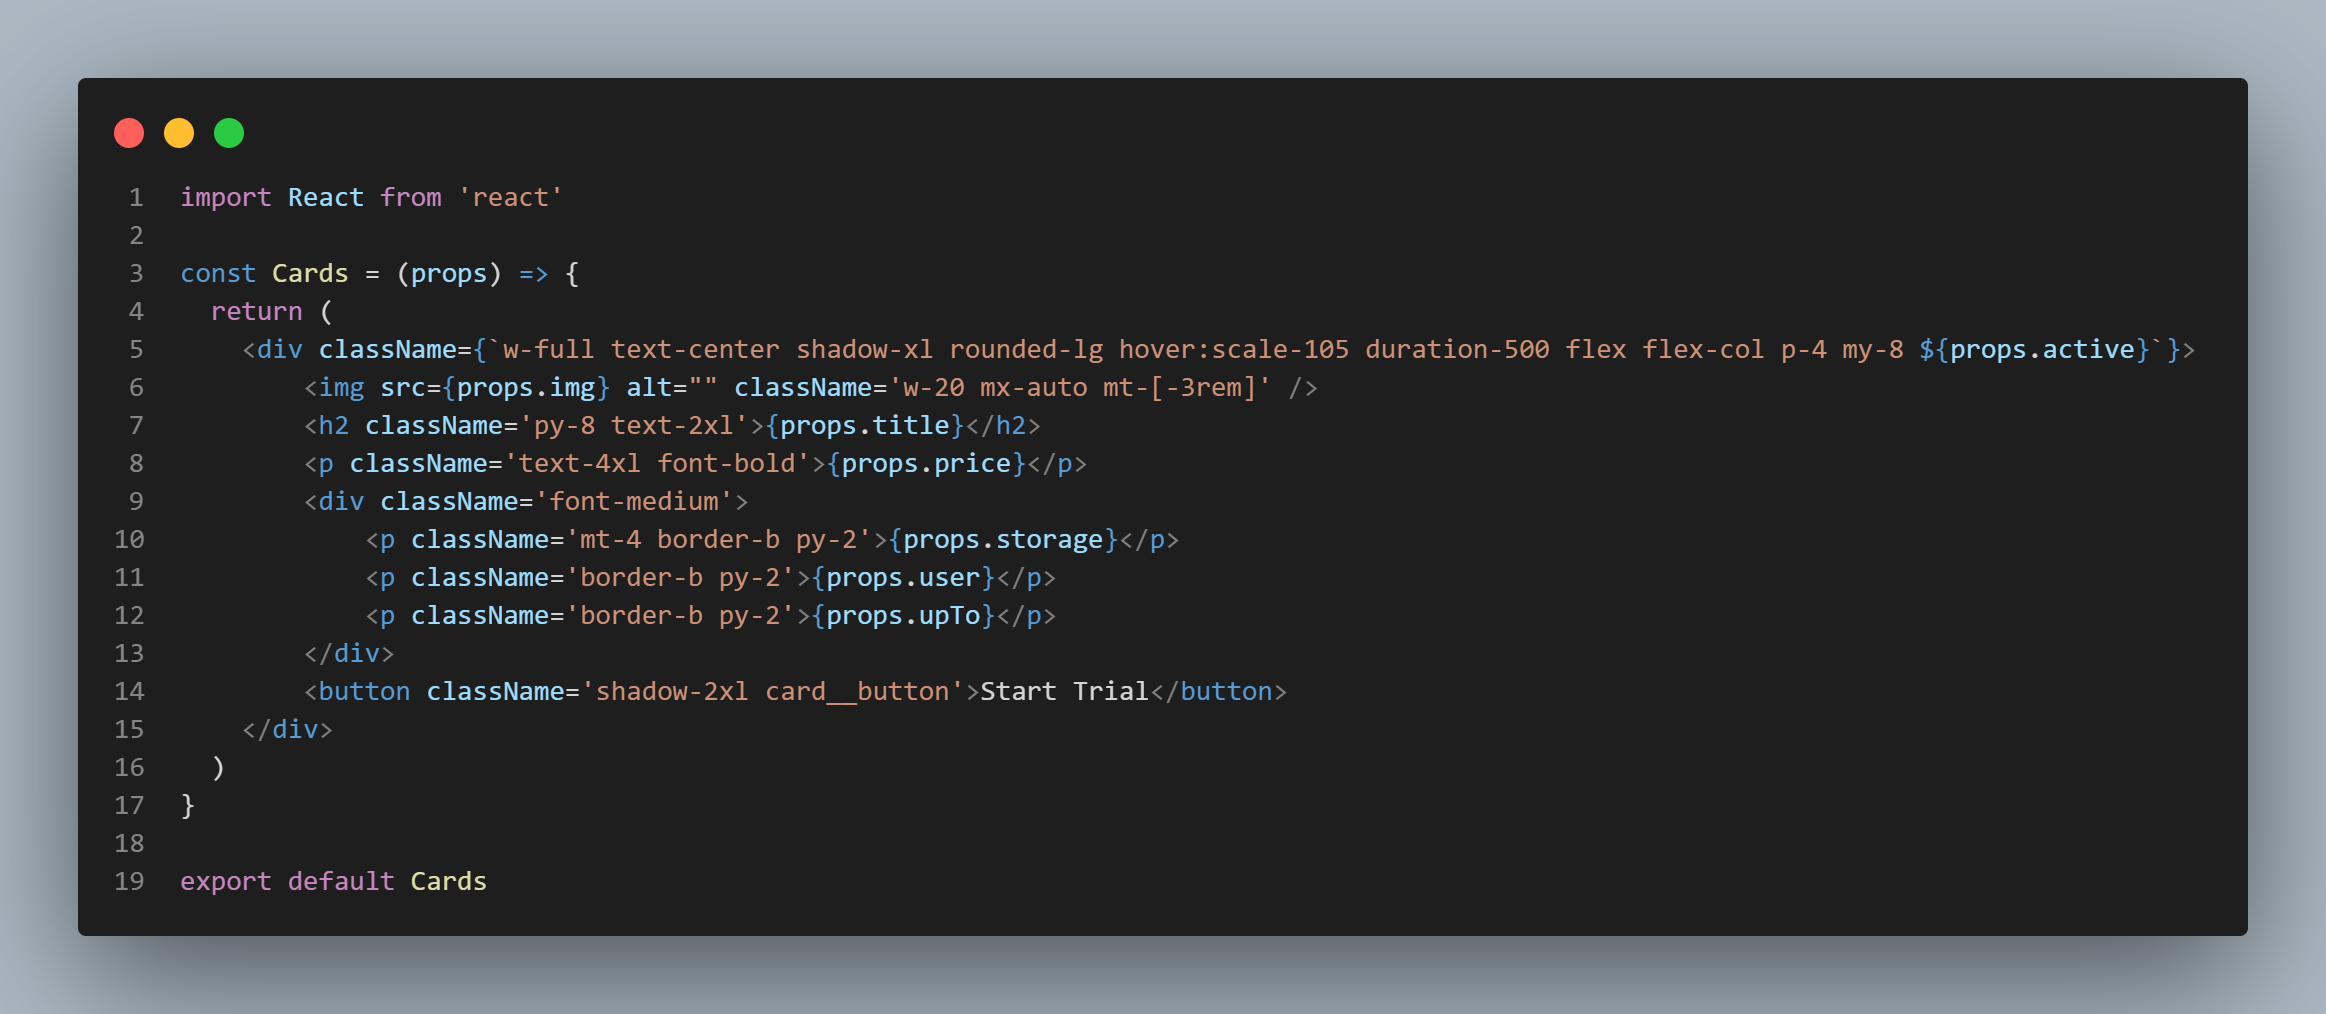 1 import React from 'react'
2
3 const Cards = (props) => {
4   return (
5     <div className={`w-full text-center shadow-xl rounded-lg hover:scale-105 duration-500 flex flex-col p-4 my-8 ${props.active}`}>
6         <img src={props.img} alt="" className='w-20 mx-auto mt-[-3rem]' />
7         <h2 className='py-8 text-2xl'>{props.title}</h2>
8         <p className='text-4xl font-bold'>{props.price}</p>
9         <div className='font-medium'>
10             <p className='mt-4 border-b py-2'>{props.storage}</p>
11             <p className='border-b py-2'>{props.user}</p>
12             <p className='border-b py-2'>{props.upTo}</p>
13         </div>
14         <button className='shadow-2xl card__button'>Start Trial</button>
15     </div>
16   )
17 }
18
19 export default Cards